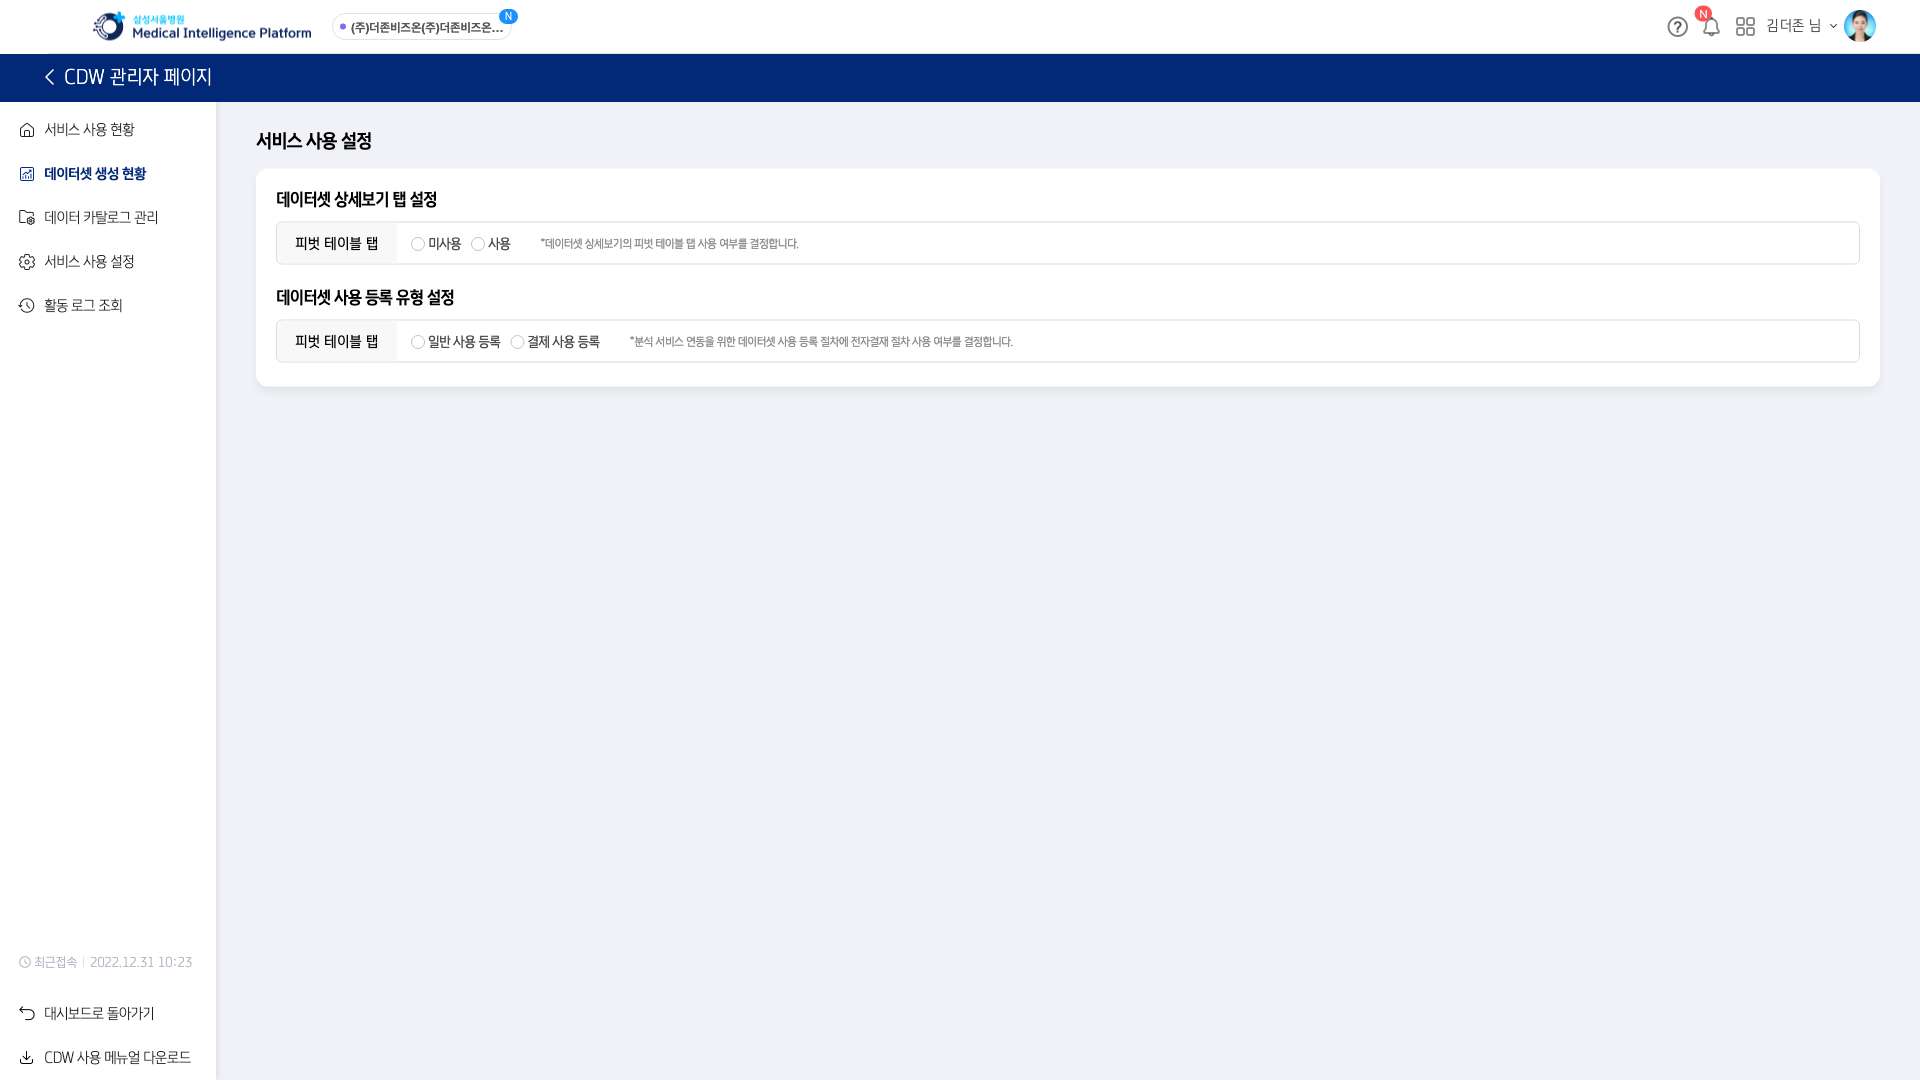 삼성서울병원
Medical Intelligence Platform
(주)더존비즈온(주)더존비즈온...
N
N
김더존 님
CDW 관리자 페이지
서비스 사용 현황
데이터셋 생성 현황
데이터 카탈로그 관리
서비스 사용 설정
활동 로그 조회
서비스 사용 설정
데이터셋 상세보기 탭 설정
피벗 테이블 탭 미사용 사용 *데이터셋 상세보기의 피벗 테이블 탭 사용 여부를 결정합니다.
데이터셋 사용 등록 유형 설정
피벗 테이블 탭 일반 사용 등록 결제 사용 등록 *분석 서비스 연동을 위한 데이터셋 사용 등록 절차에 전자결재 절차 사용 여부를 결정합니다.
최근접속 2022.12.31 10:23
대시보드로 돌아가기
CDW 사용 메뉴얼 다운로드